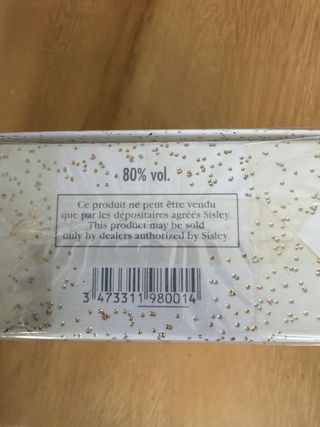 80% vol.
Ce produit ne peut être vendu
que par les dépositaires agréés Sisley.
This product may be sold
only by dealers authorized by Sisley.
3 473311 980014